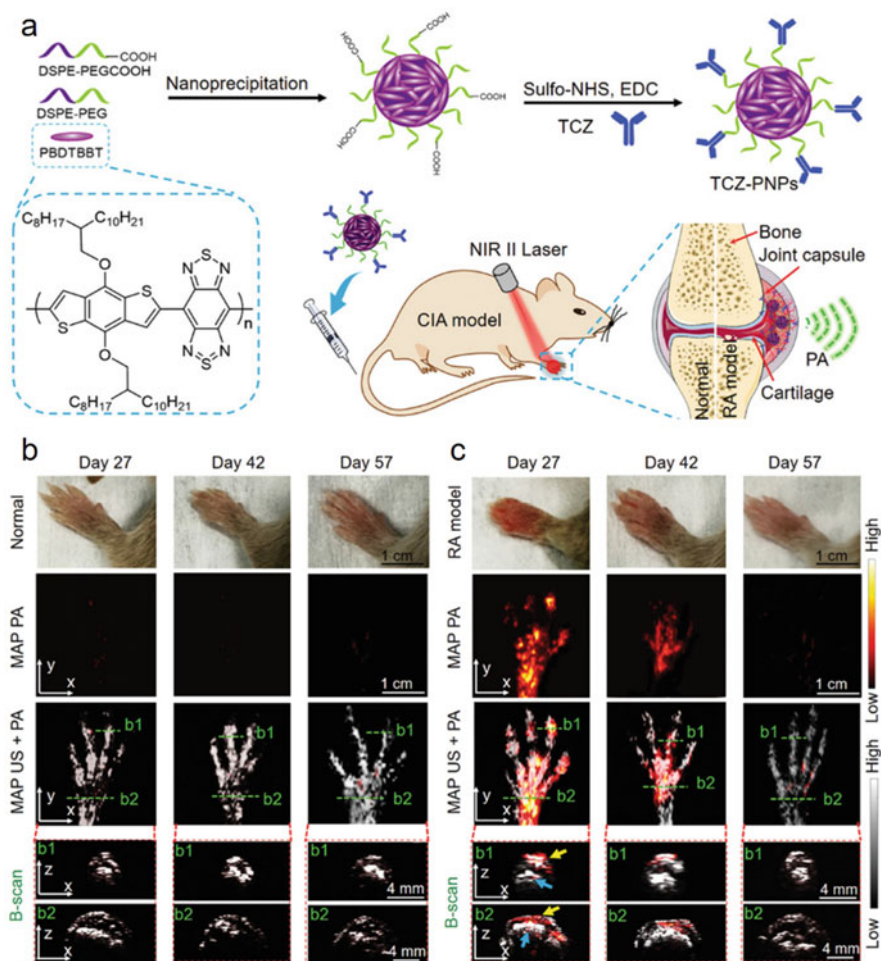 a
COOH
DSPE-PEGCOOH
DSPE-PEG
PBDTBBT
Nanoprecipitation
HOOC
HOOC
COOH
HOOC
COOH
Sulfo-NHS, EDC
TCZ
TCZ-PNPs
C8H17 C10H21
O
S
S
O
N S N
N S N
n
C8H17 C10H21
NIR II Laser
CIA model
Bone
Joint capsule
PA
Cartilage
Normal
RA model
b
Day 27 Day 42 Day 57
Normal
1 cm
MAP PA
y
x
1 cm
MAP US + PA
b1 b1 b1
b2 b2 b2
y
x
B-scan
b1 b1 b1
z
x
4 mm
b2 b2 b2
z
x
4 mm
c
Day 27 Day 42 Day 57
RA model
1 cm
MAP PA
y
x
1 cm
MAP US + PA
b1 b1 b1
b2 b2 b2
y
x
B-scan
b1 b1 b1
z
x
4 mm
b2 b2 b2
z
x
4 mm
High
Low
High
Low